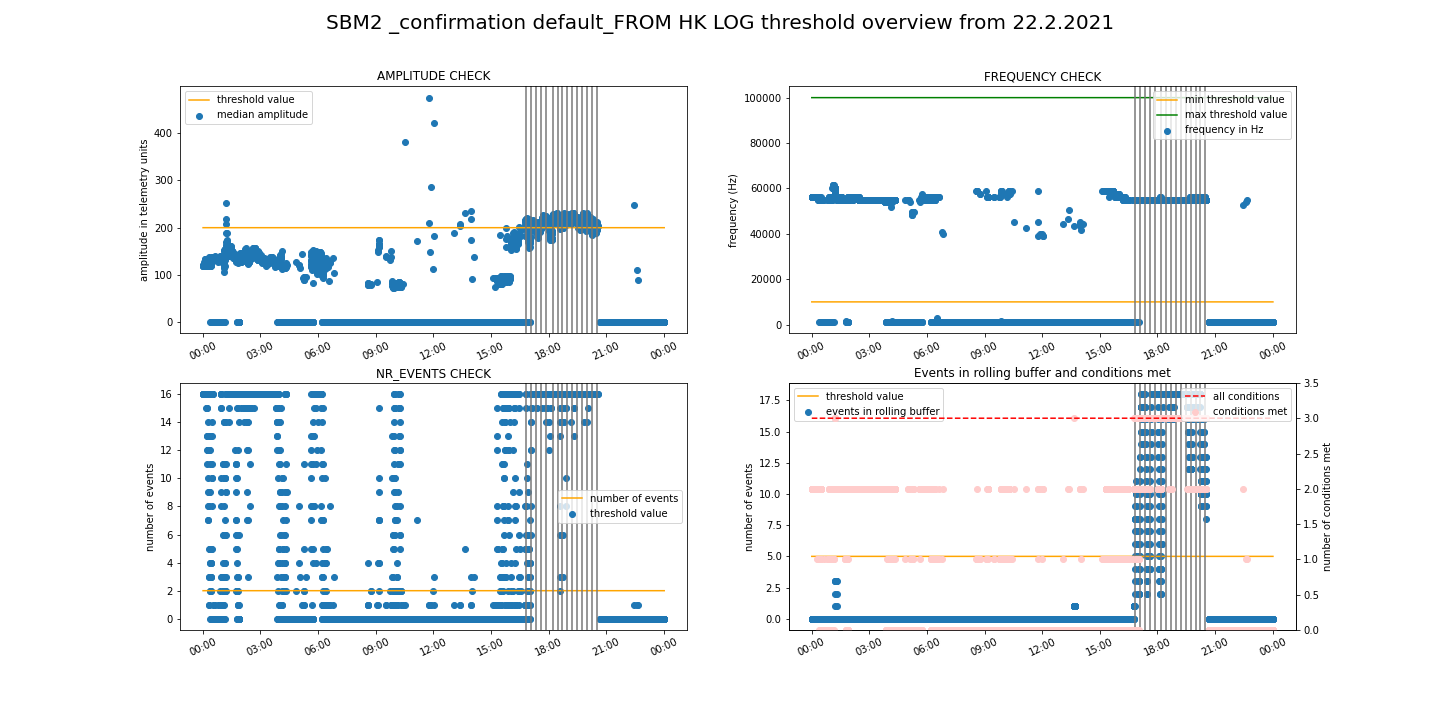 SBM2 _confirmation default_FROM HK LOG threshold overview from 22.2.2021
AMPLITUDE CHECK
threshold value
median amplitude
amplitude in telemetry units
400
300
200
100
0
00:00 03:00 06:00 09:00 12:00 15:00 18:00 21:00 00:00
FREQUENCY CHECK
min threshold value
max threshold value
frequency in Hz
frequency (Hz)
100000
80000
60000
40000
20000
0
00:00 03:00 06:00 09:00 12:00 15:00 18:00 21:00 00:00
NR_EVENTS CHECK
number of events
threshold value
number of events
16
14
12
10
8
6
4
2
0
00:00 03:00 06:00 09:00 12:00 15:00 18:00 21:00 00:00
Events in rolling buffer and conditions met
threshold value
events in rolling buffer
all conditions
conditions met
number of events
17.5
15.0
12.5
10.0
7.5
5.0
2.5
0.0
3.5
3.0
2.5
2.0
1.5
1.0
0.5
0.0
number of conditions met
00:00 03:00 06:00 09:00 12:00 15:00 18:00 21:00 00:00